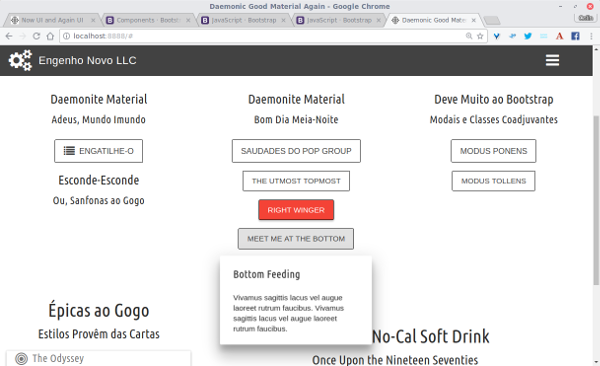 Daemonic Good Material Again - Google Chrome
Now UI and Again UI
Components · Bootst
JavaScript · Bootstrap
JavaScript · Bootstrap
Daemonic Good Mate
Colin
localhost:8888/#
Engenho Novo LLC
Daemonite Material
Adeus, Mundo Imundo
ENGATILHE-O
Esconde-Esconde
Ou, Sanfonas ao Gogo
Daemonite Material
Bom Dia Meia-Noite
SAUDADES DO POP GROUP
THE UTMOST TOPMOST
RIGHT WINGER
MEET ME AT THE BOTTOM
Bottom Feeding
Vivamus sagittis lacus vel augue
laoreet rutrum faucibus. Vivamus
sagittis lacus vel augue laoreet
rutrum faucibus.
Deve Muito ao Bootstrap
Modais e Classes Coadjuvantes
MODUS PONENS
MODUS TOLLENS
Épicas ao Gogo
Estilos Provêm das Cartas
The Odyssey
No-Cal Soft Drink
Once Upon the Nineteen Seventies